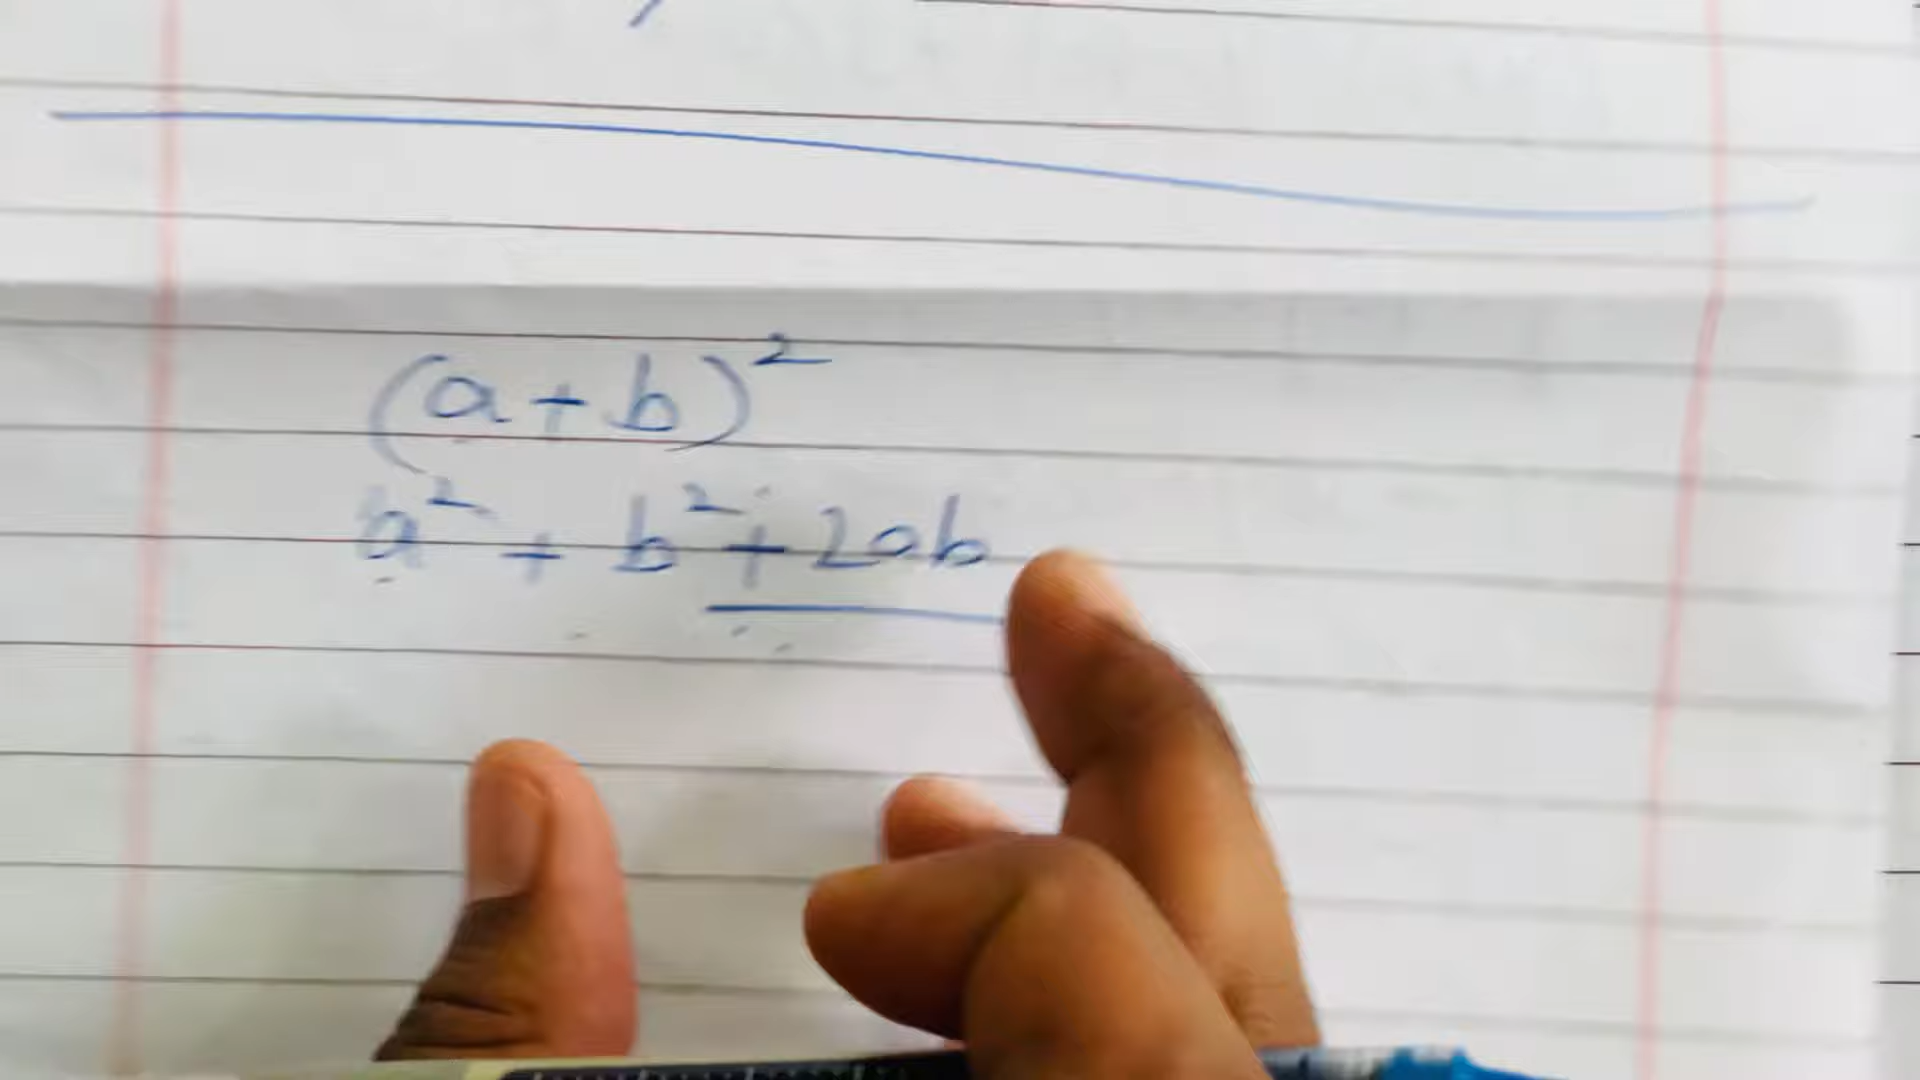 (a+b)²
a² + b² + 2ab